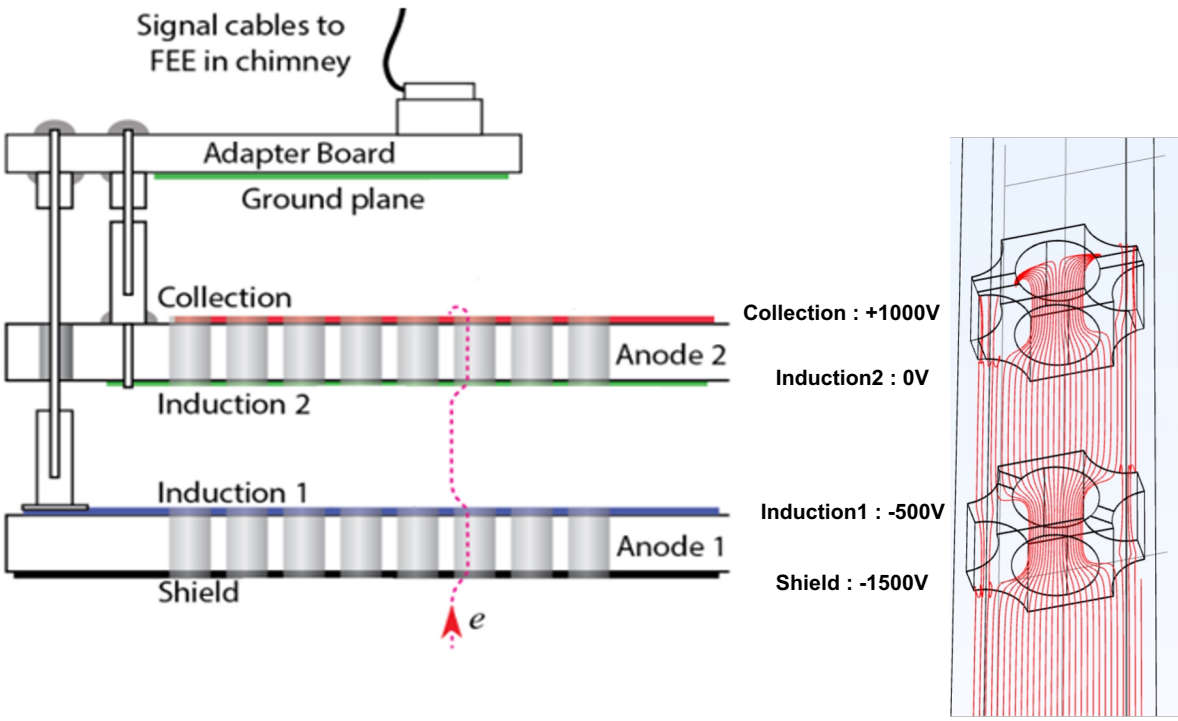 Signal cables to
FEE in chimney
Adapter Board
Ground plane
Collection
Anode 2
Induction 2
Induction 1
Anode 1
Shield
e
Collection : +1000V
Induction2 : 0V
Induction1 : -500V
Shield : -1500V